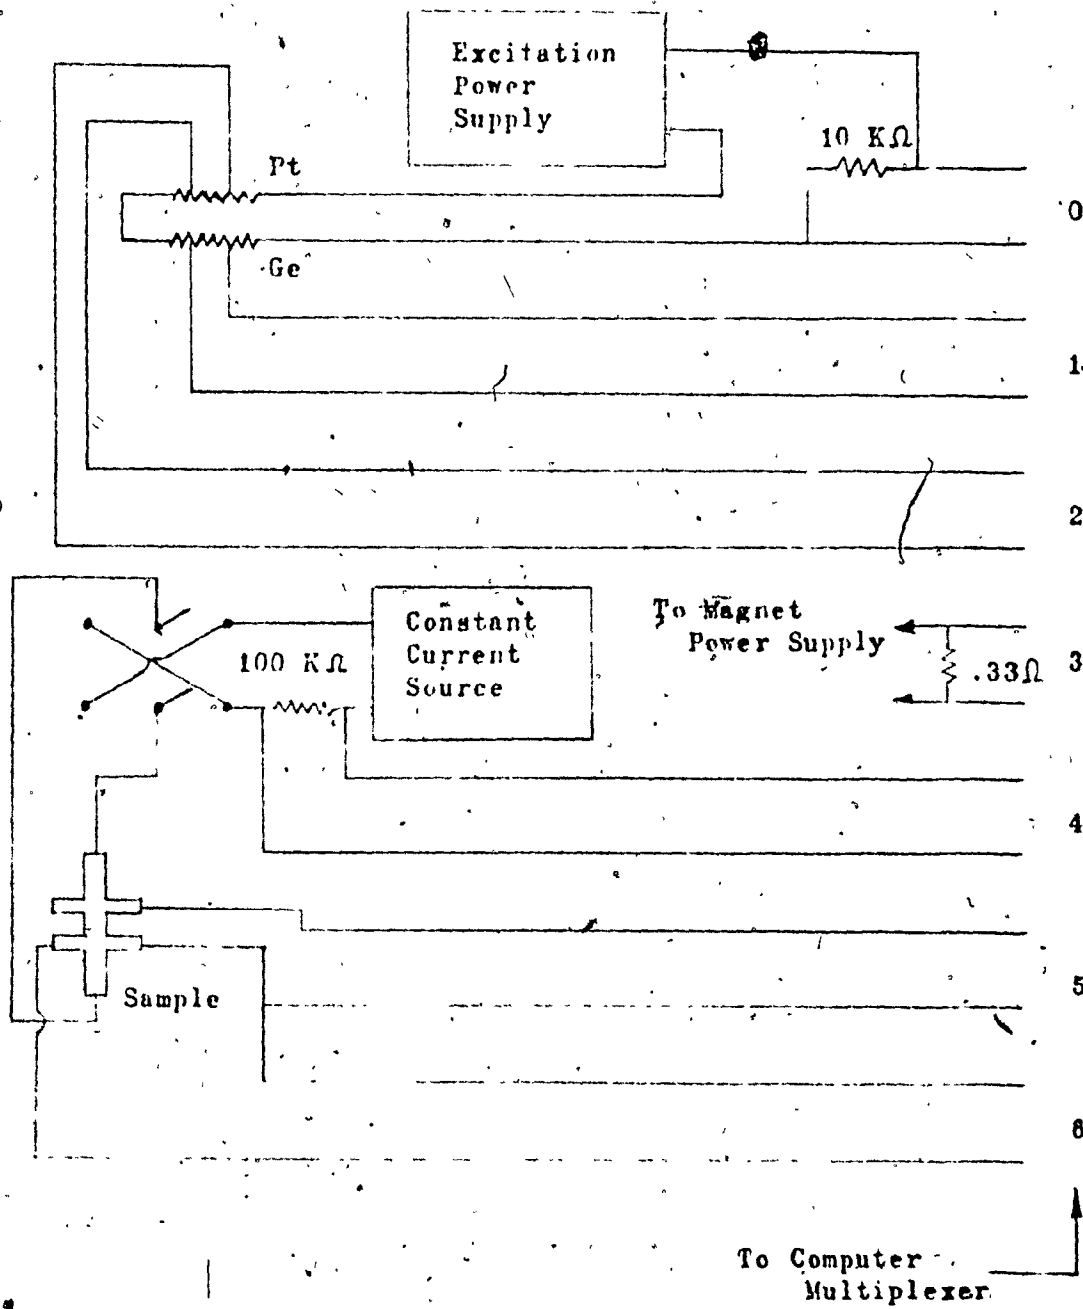 Excitation
Power
Supply
10 KΩ
Pt
0
Ge
1
2
Constant
Current
Source
100 KΩ
To Magnet
Power Supply
3
.33Ω
4
Sample
5
6
To Computer
Multiplexer